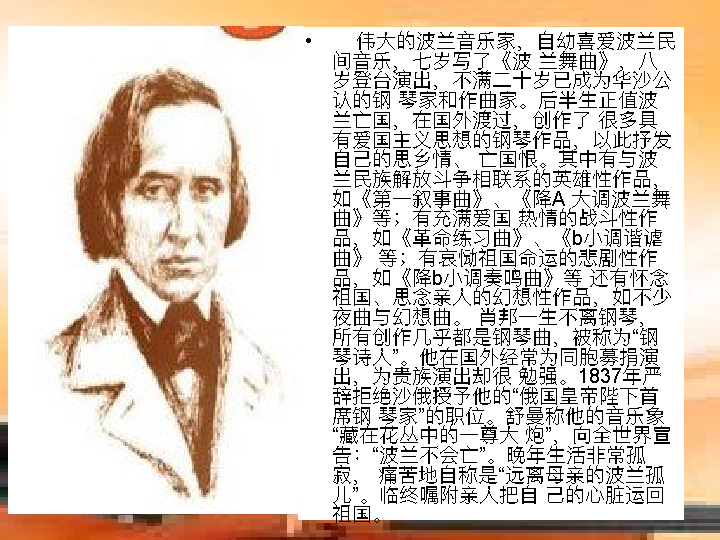 • 伟大的波兰音乐家，自幼喜爱波兰民
间音乐，七岁写了《波 兰舞曲》，八
岁登台演出，不满二十岁已成为华沙公
认的钢 琴家和作曲家。后半生正值波
兰亡国，在国外渡过，创作了 很多具
有爱国主义思想的钢琴作品，以此抒发
自己的思乡情、 亡国恨。其中有与波
兰民族解放斗争相联系的英雄性作品，
如《第一叙事曲》、《降A 大调波兰舞
曲》等；有充满爱国 热情的战斗性作
品，如《革命练习曲》、《b小调谐谑
曲》 等；有哀恸祖国命运的悲剧性作
品，如《降b小调奏鸣曲》等 还有怀念
祖国、思念亲人的幻想性作品，如不少
夜曲与幻想曲。 肖邦一生不离钢琴，
所有创作几乎都是钢琴曲，被称为“钢
琴诗人”。他在国外经常为同胞募捐演
出，为贵族演出却很 勉强。1837年严
辞拒绝沙俄授予他的“俄国皇帝陛下首
席钢 琴家”的职位。舒曼称他的音乐象
“藏在花丛中的一尊大 炮”，向全世界宣
告：“波兰不会亡”。晚年生活非常孤
寂， 痛苦地自称是“远离母亲的波兰孤
儿”。临终嘱附亲人把自 己的心脏运回
祖国。